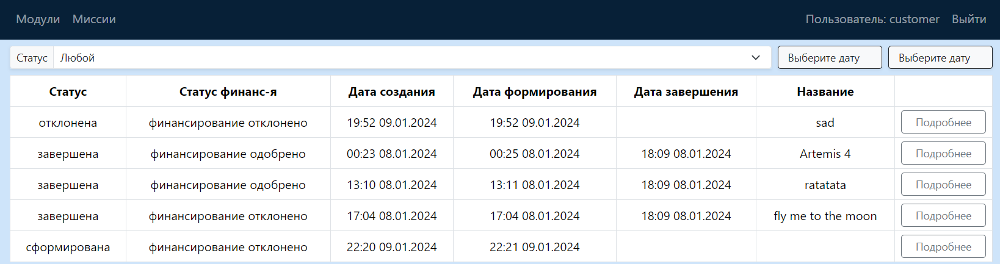 Модули Миссии Пользователь: customer Выйти
Статус Любой Выберите дату Выберите дату
Статус Статус финанс-я Дата создания Дата формирования Дата завершения Название
отклонена финансирование отклонено 19:52 09.01.2024 19:52 09.01.2024 sad Подробнее
завершена финансирование одобрено 00:23 08.01.2024 00:25 08.01.2024 18:09 08.01.2024 Artemis 4 Подробнее
завершена финансирование одобрено 13:10 08.01.2024 13:11 08.01.2024 18:09 08.01.2024 ratatata Подробнее
завершена финансирование отклонено 17:04 08.01.2024 17:04 08.01.2024 18:09 08.01.2024 fly me to the moon Подробнее
сформирована финансирование отклонено 22:20 09.01.2024 22:21 09.01.2024 Подробнее